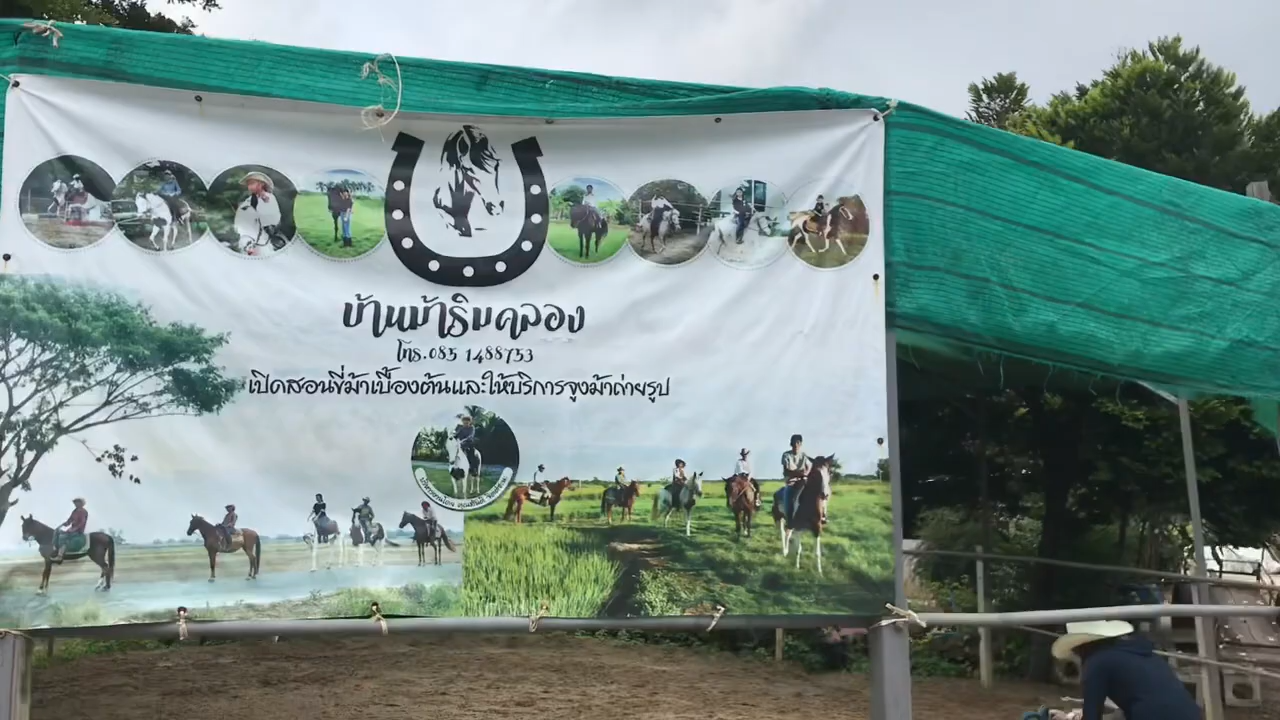 บ้านม้าริมคลอง
โทร.085 1488753
เปิดสอนขี่ม้าเบื้องต้นและให้บริการจูงม้าถ่ายรูป